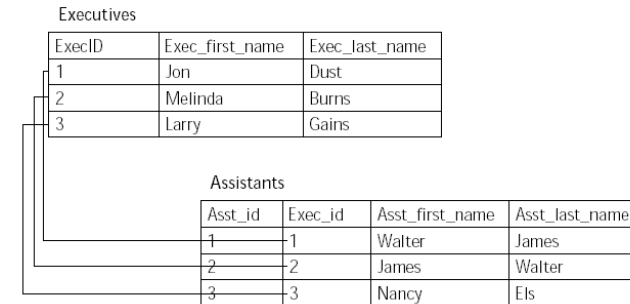 Executives
ExecID Exec_first_name Exec_last_name
1 Jon Dust
2 Melinda Burns
3 Larry Gains
Assistants
Asst_id Exec_id Asst_first_name Asst_last_name
1 1 Walter James
2 2 James Walter
3 3 Nancy Els